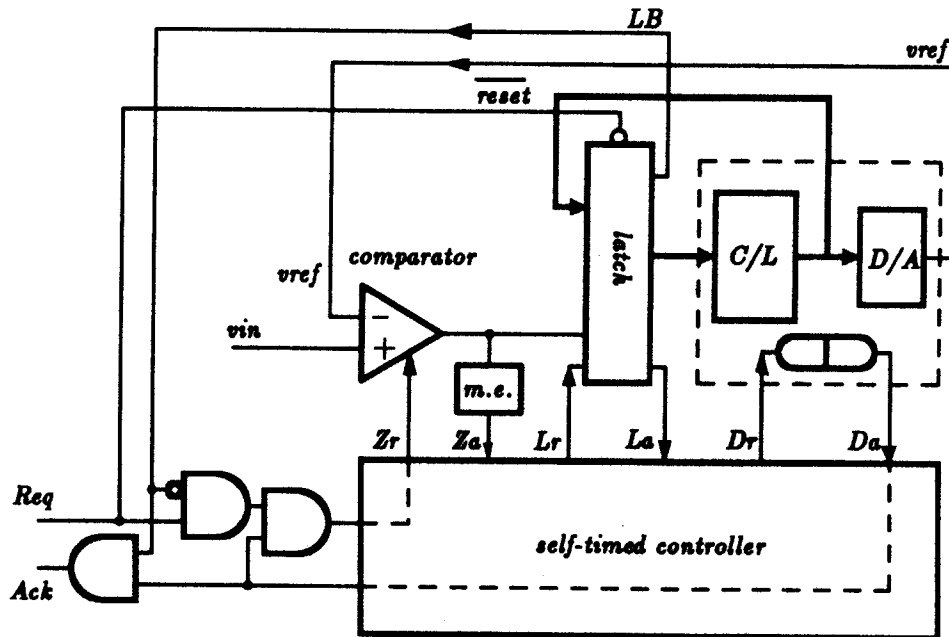 LB
vref
reset
latch
C/L
D/A
comparator
vref
vin
−
+
m.e.
Zr
Za
Lr
La
Dr
Da
Req
self-timed controller
Ack